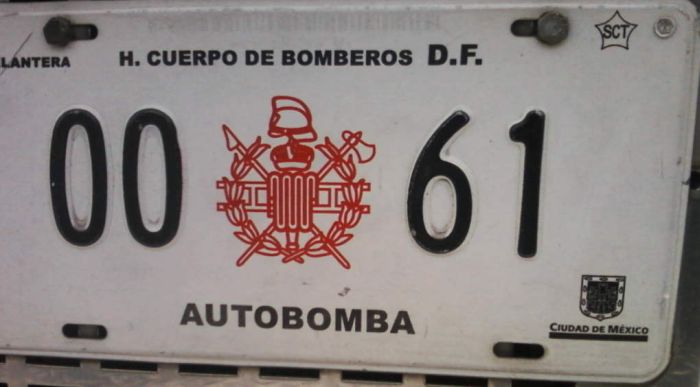 LANTERA H. CUERPO DE BOMBEROS D.F. SCT
00 61
AUTOBOMBA
CIUDAD DE MÉXICO